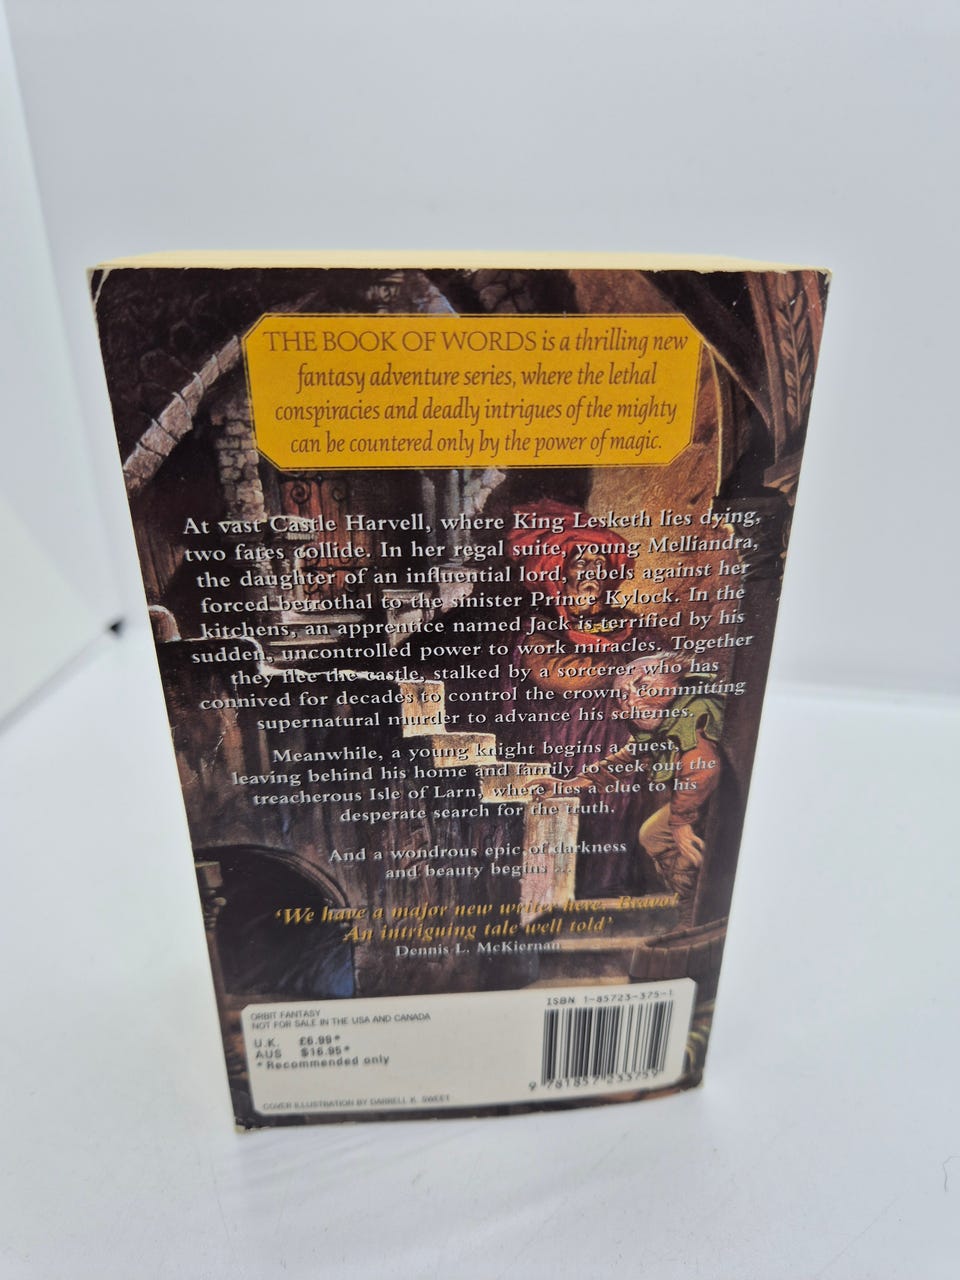 THE BOOK OF WORDS is a thrilling new
fantasy adventure series, where the lethal
conspiracies and deadly intrigues of the mighty
can be countered only by the power of magic.
At vast Castle Harvell, where King Lesketh lies dying,
two fates collide. In her regal suite, young Melliandra,
the daughter of an influential lord, rebels against her
forced betrothal to the sinister Prince Kylock. In the
kitchens, an apprentice named Jack is terrified by his
sudden, uncontrolled power to work miracles. Together
they flee the castle, stalked by a sorcerer who has
connived for decades to control the crown, committing
supernatural murder to advance his schemes.
Meanwhile, a young knight begins a quest,
leaving behind his home and family to seek out the
treacherous Isle of Larn, where lies a clue to his
desperate search for the truth.
And a wondrous epic of darkness
and beauty begins ...
‘We have a major new writer here. Bravo!
An intriguing tale well told’
Dennis L. McKiernan
ORBIT FANTASY
NOT FOR SALE IN THE USA AND CANADA
U.K. £6.99*
AUS $16.95*
*Recommended only
COVER ILLUSTRATION BY DARRELL K. SWEET
ISBN 1-85723-375-1
9 781857 233759